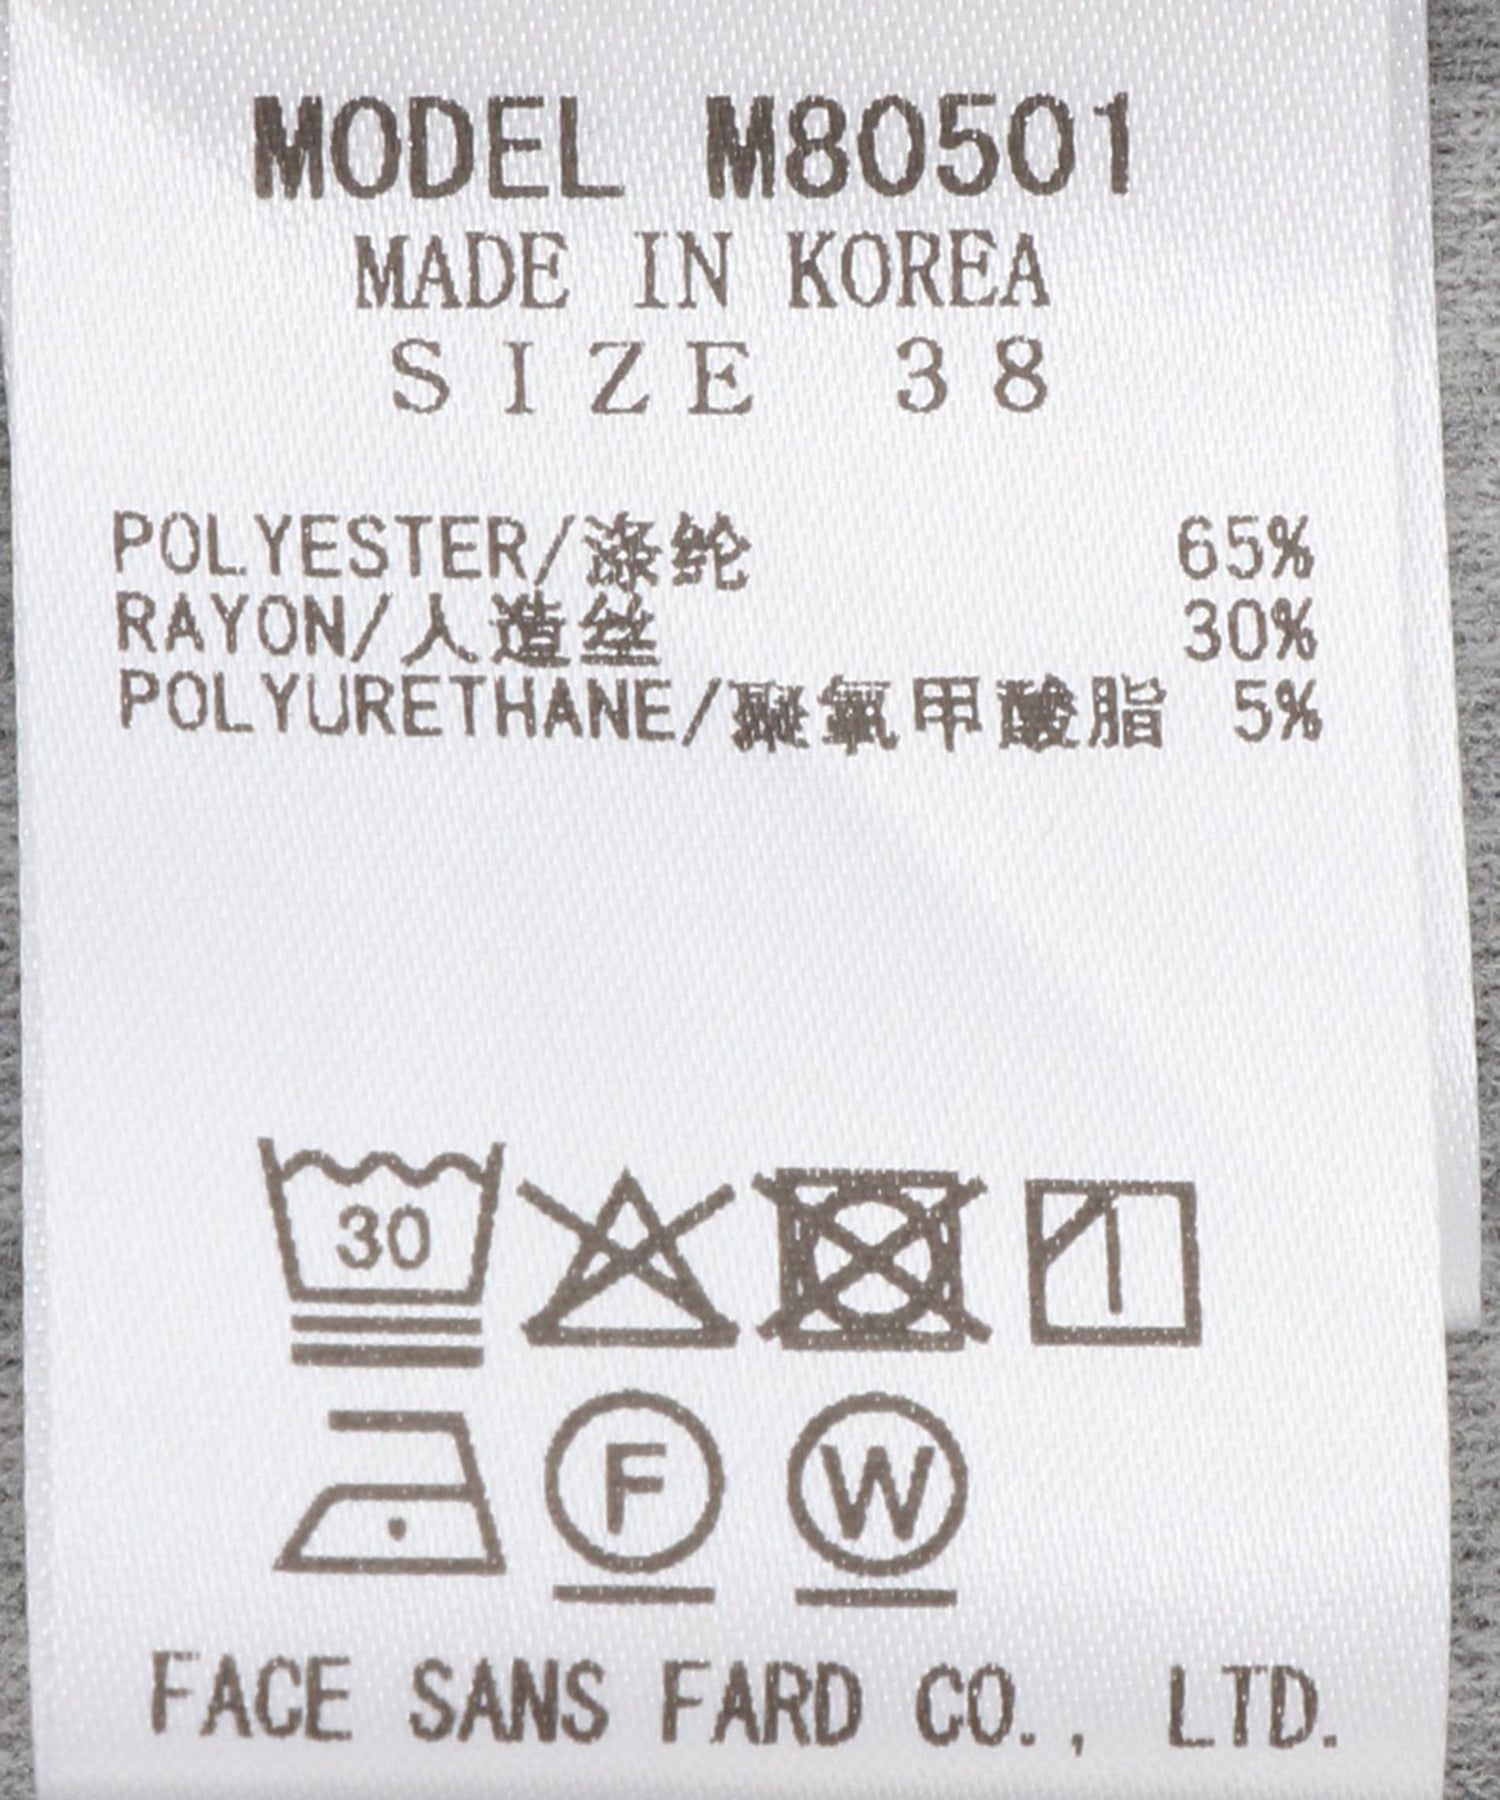 MODEL M80501
MADE IN KOREA
SIZE 38
POLYESTER/涤纶 65%
RAYON/人造丝 30%
POLYURETHANE/聚氨甲酸脂 5%
30
F W
FACE SANS FARD CO., LTD.